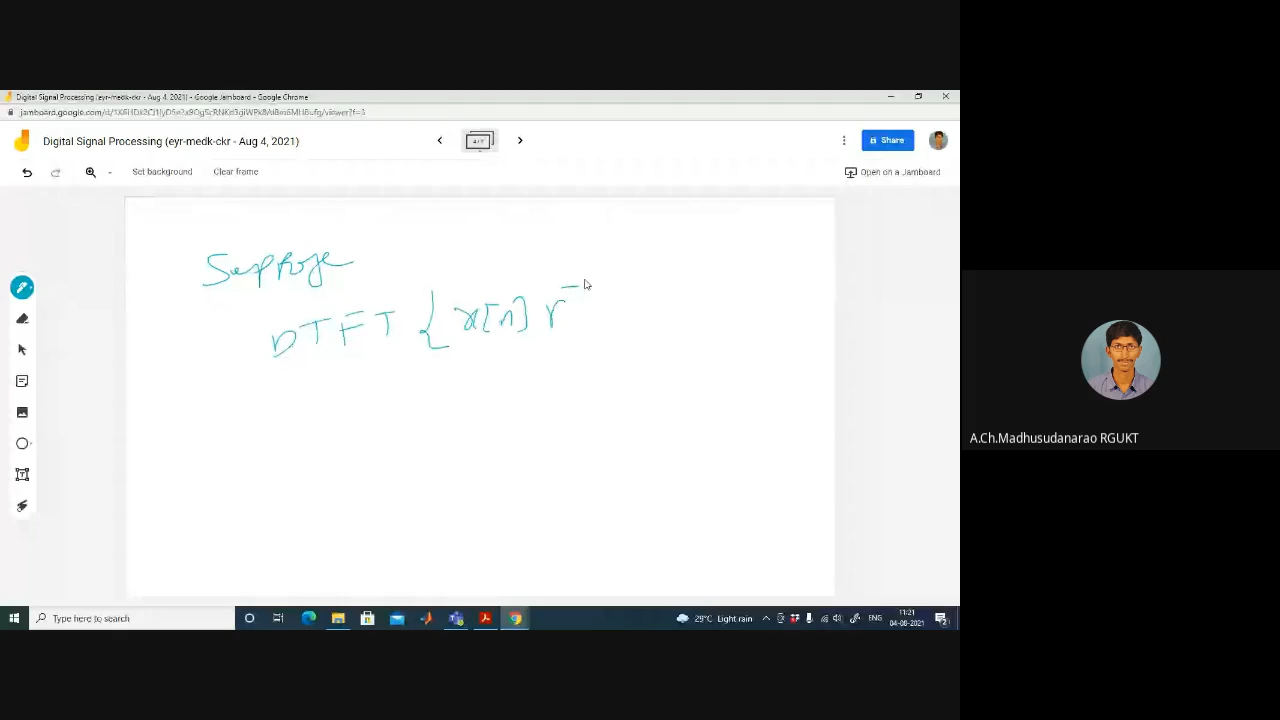 Digital Signal Processing (eyr-medk-ckr - Aug 4, 2021) - Google Jamboard - Google Chrome
Digital Signal Processing (eyr-medk-ckr - Aug 4, 2021)
4 / 7
Share
Set background
Clear frame
Open on a Jamboard
Suppose
DTFT { x[n] r⁻
A.Ch.Madhusudanarao RGUKT
Type here to search
29°C Light rain
ENG
11:21
04-08-2021